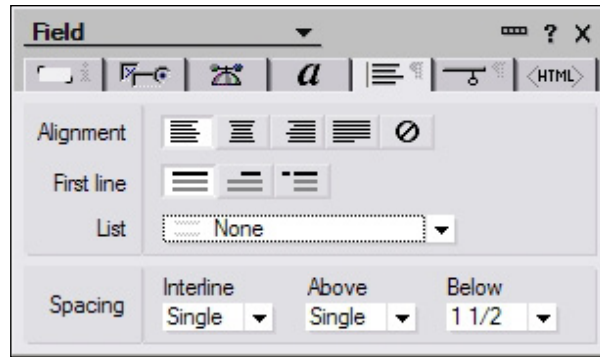 Field ?  X
i a <HTML>
Alignment
First line
List None
Interline Above Below
Spacing Single Single 1 1/2